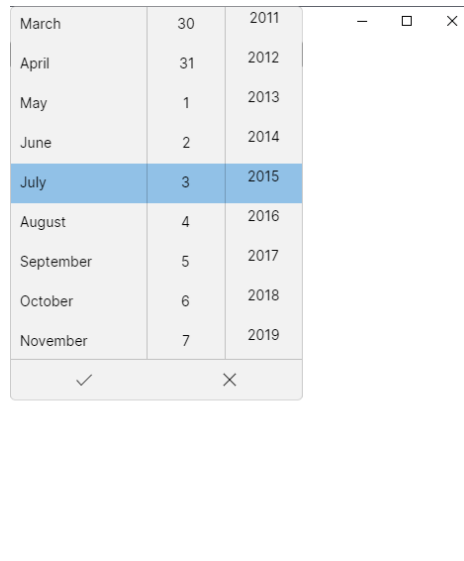 March 30 2011
April 31 2012
May 1 2013
June 2 2014
July 3 2015
August 4 2016
September 5 2017
October 6 2018
November 7 2019